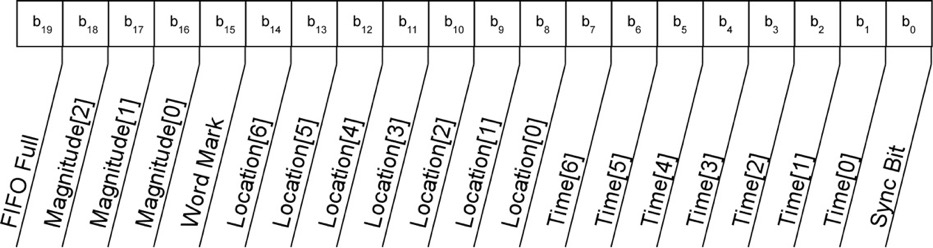 b19 b18 b17 b16 b15 b14 b13 b12 b11 b10 b9 b8 b7 b6 b5 b4 b3 b2 b1 b0
FIFO Full
Magnitude[2]
Magnitude[1]
Magnitude[0]
Word Mark
Location[6]
Location[5]
Location[4]
Location[3]
Location[2]
Location[1]
Location[0]
Time[6]
Time[5]
Time[4]
Time[3]
Time[2]
Time[1]
Time[0]
Sync Bit